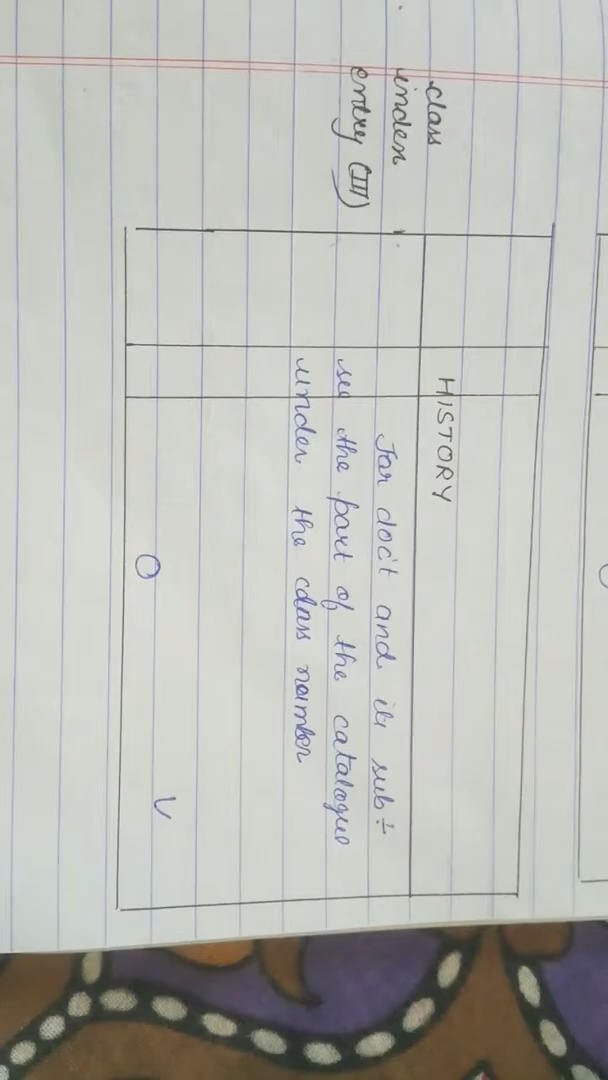 class
index
entry (III)
HISTORY
For doc't and its sub÷
see the part of the catalogue
under the class number
V